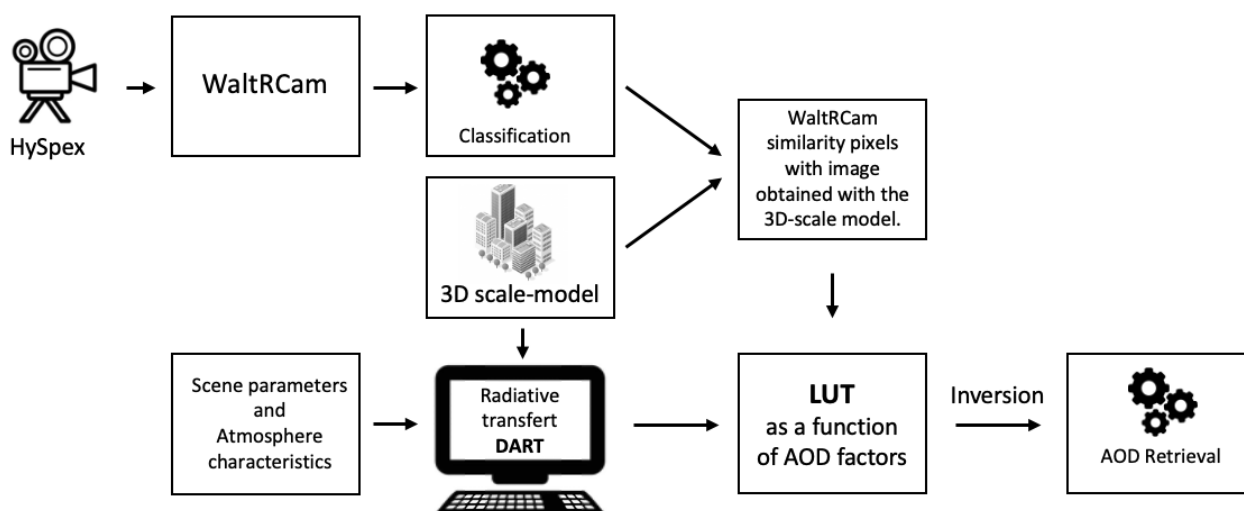 HySpex
WaltRCam
Classification
3D scale-model
WaltRCam
similarity pixels
with image
obtained with the
3D-scale model.
Scene parameters
and
Atmosphere
characteristics
Radiative
transfert
DART
LUT
as a function
of AOD factors
Inversion
AOD Retrieval